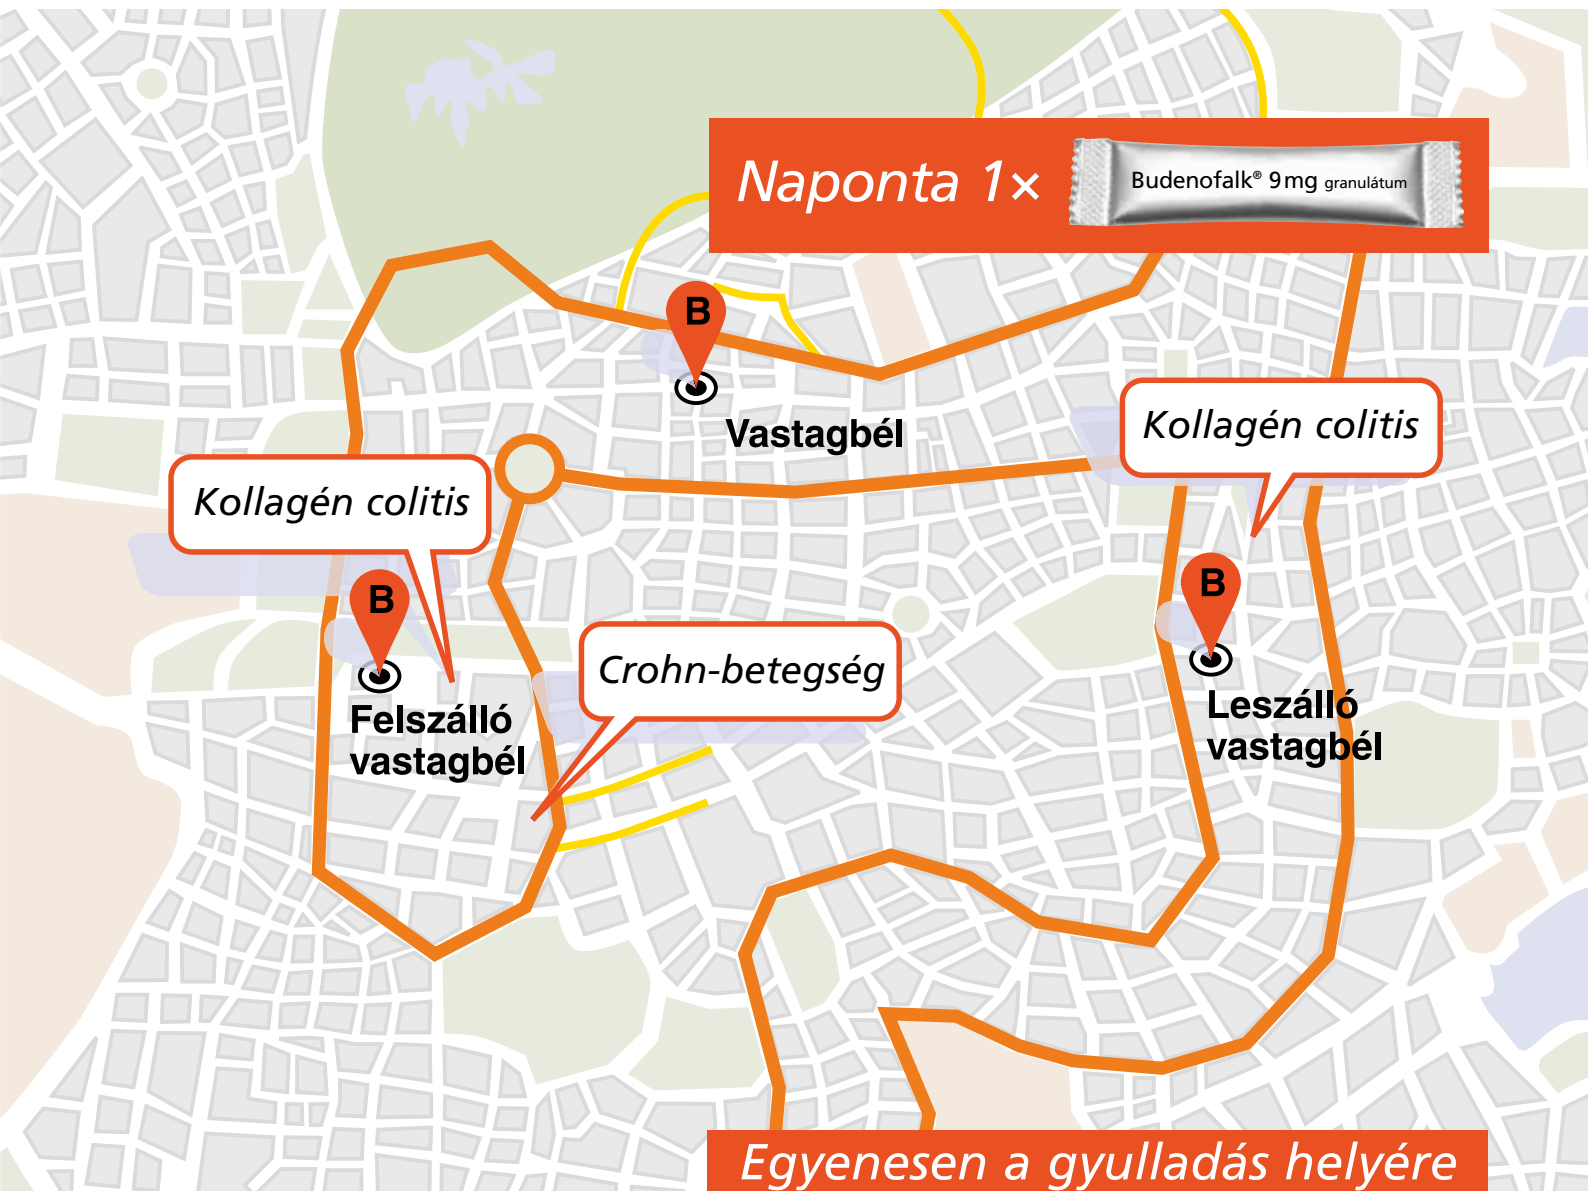 Naponta 1×
Budenofalk® 9 mg granulátum
B
Vastagbél
Kollagén colitis
Kollagén colitis
B
Felszálló
vastagbél
Crohn-betegség
B
Leszálló
vastagbél
Egyenesen a gyulladás helyére